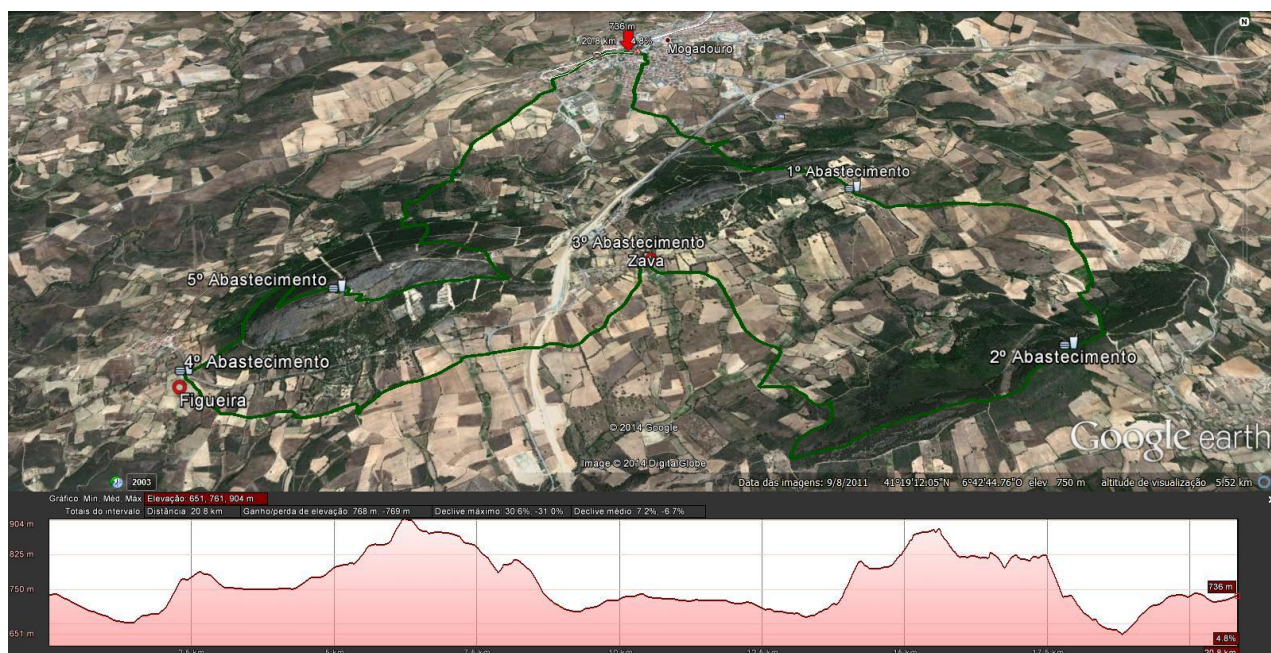 N
736 m
20.8 km 4.8%
Mogadouro
1º Abastecimento
3º Abastecimento
Zava
5º Abastecimento
2º Abastecimento
4º Abastecimento
Figueira
© 2014 Google
Google earth
Image © 2014 DigitalGlobe
2003
Data das imagens: 9/8/2011 41°19'12.05"N 6°42'44.76"O elev 750 m altitude de visualização 5.52 km
Gráfico: Min, Méd, Máx Elevação: 651, 761, 904 m
Totais do intervalo: Distância: 20.8 km Ganho/perda de elevação: 768 m, -769 m Declive máximo: 30.6%, -31.0% Declive médio: 7.2%, -6.7%
904 m
825 m
750 m
736 m
651 m
4.8%
2.5 km 5 km 7.5 km 10 km 12.5 km 15 km 17.5 km 20.8 km